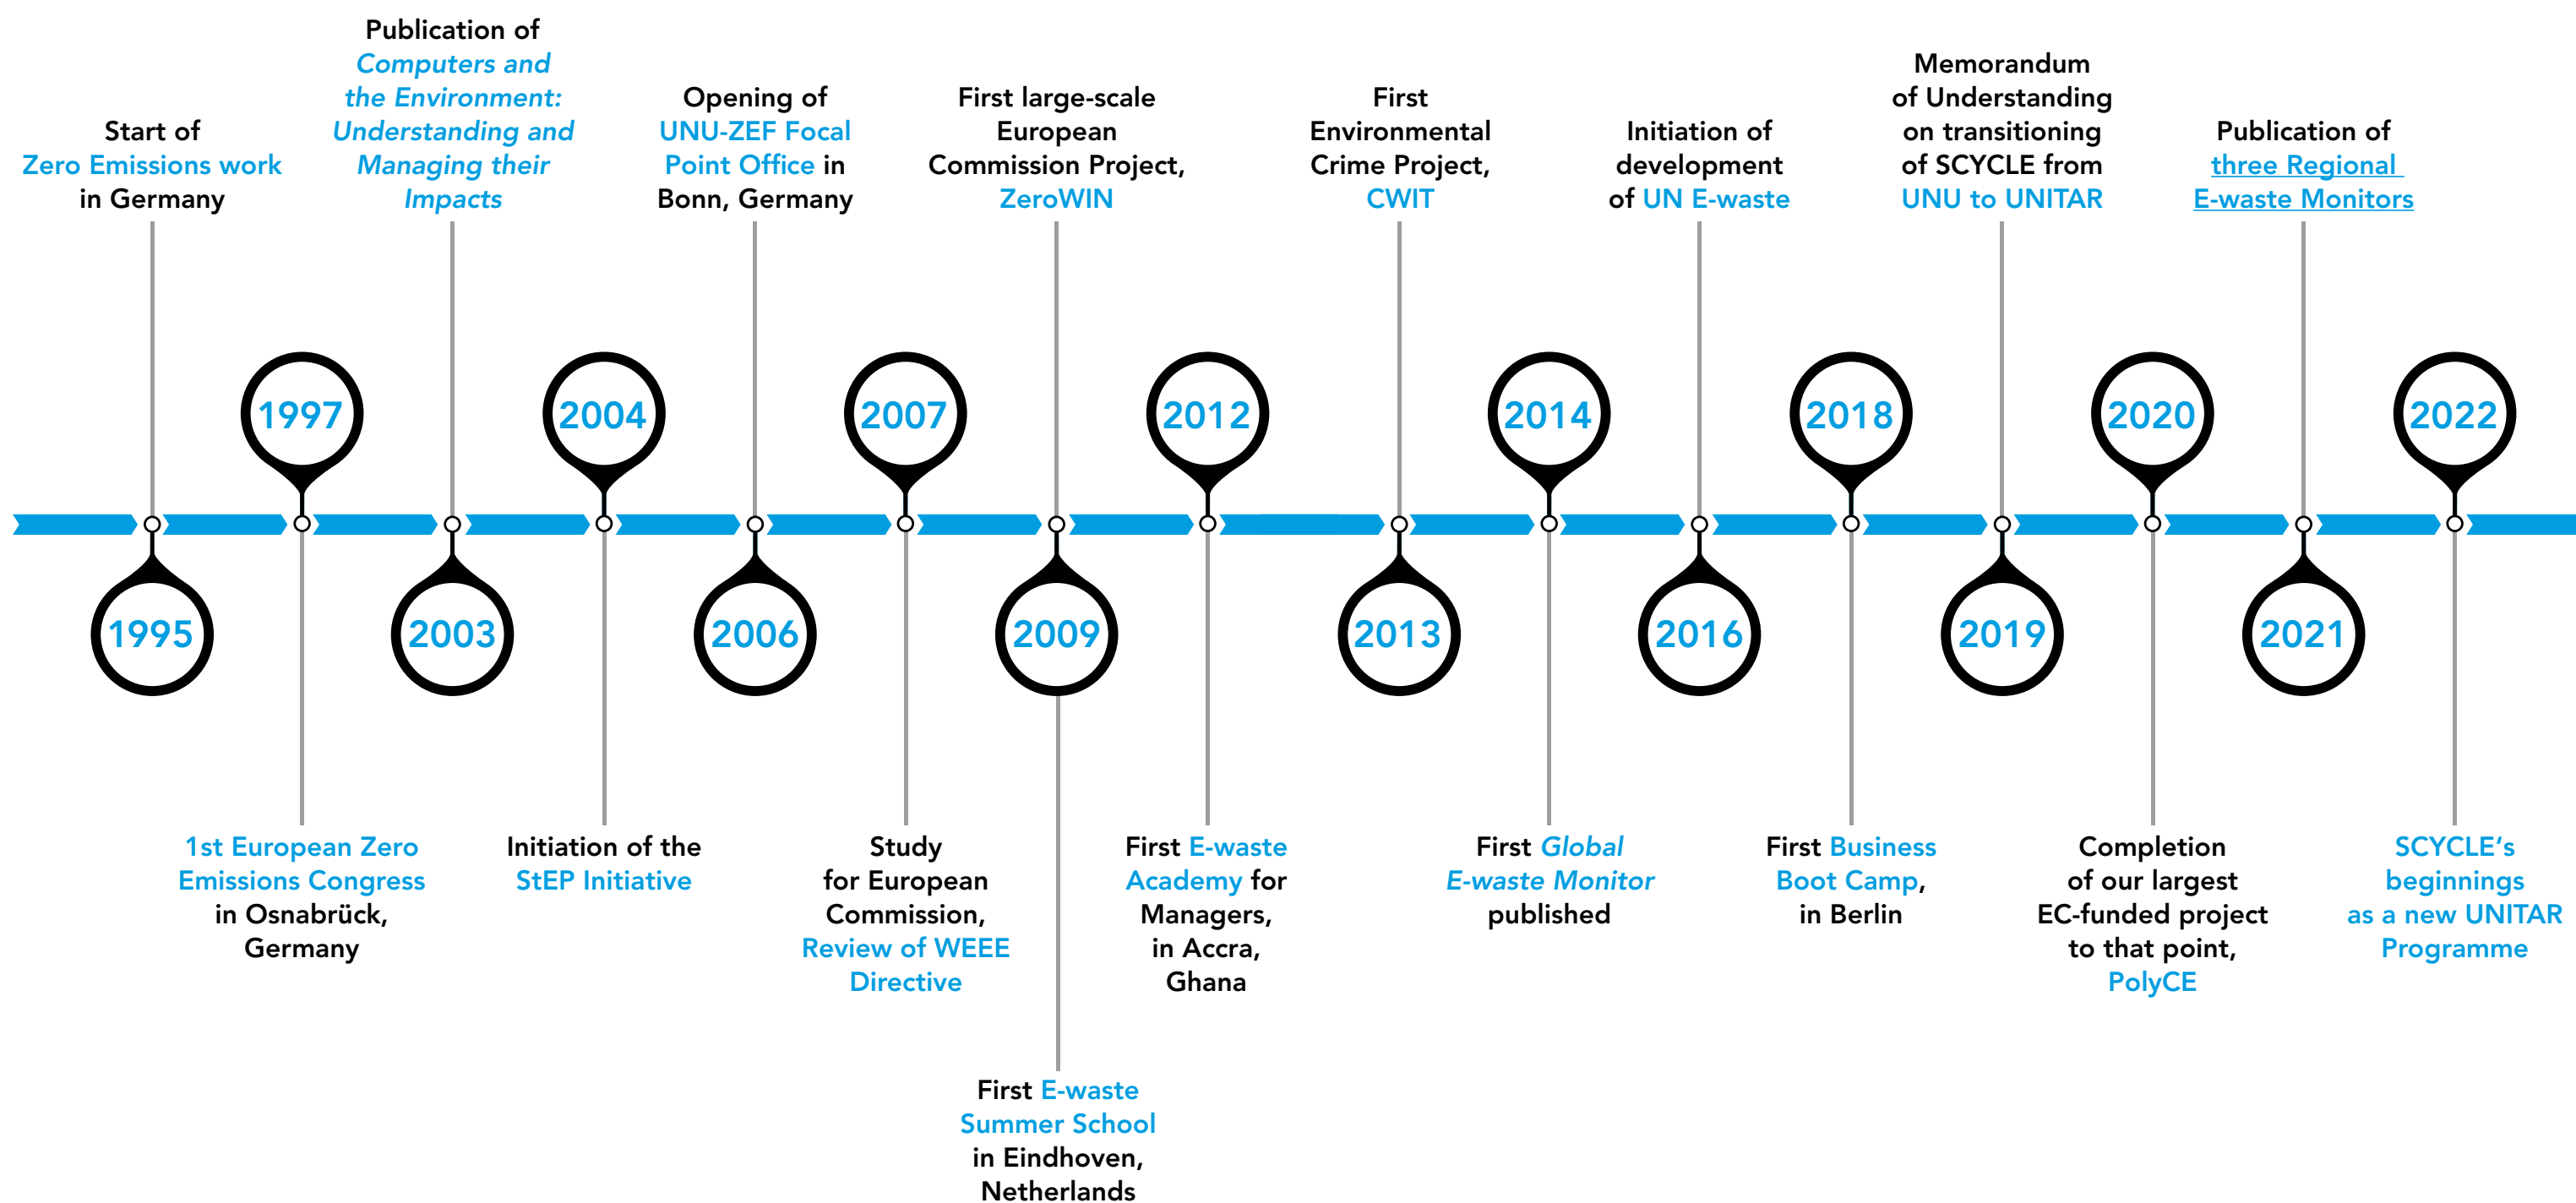 Start of
Zero Emissions work
in Germany
1995
1997
1st European Zero
Emissions Congress
in Osnabrück,
Germany
Publication of
Computers and
the Environment:
Understanding and
Managing their
Impacts
2003
2004
Initiation of the
StEP Initiative
Opening of
UNU-ZEF Focal
Point Office in
Bonn, Germany
2006
2007
Study
for European
Commission,
Review of WEEE
Directive
First large-scale
European
Commission Project,
ZeroWIN
2009
First E-waste
Summer School
in Eindhoven,
Netherlands
2012
First E-waste
Academy for
Managers,
in Accra,
Ghana
First
Environmental
Crime Project,
CWIT
2013
2014
First Global
E-waste Monitor
published
Initiation of
development
of UN E-waste
2016
2018
First Business
Boot Camp,
in Berlin
Memorandum
of Understanding
on transitioning
of SCYCLE from
UNU to UNITAR
2019
2020
Completion
of our largest
EC-funded project
to that point,
PolyCE
Publication of
three Regional
E-waste Monitors
2021
2022
SCYCLE‘s
beginnings
as a new UNITAR
Programme